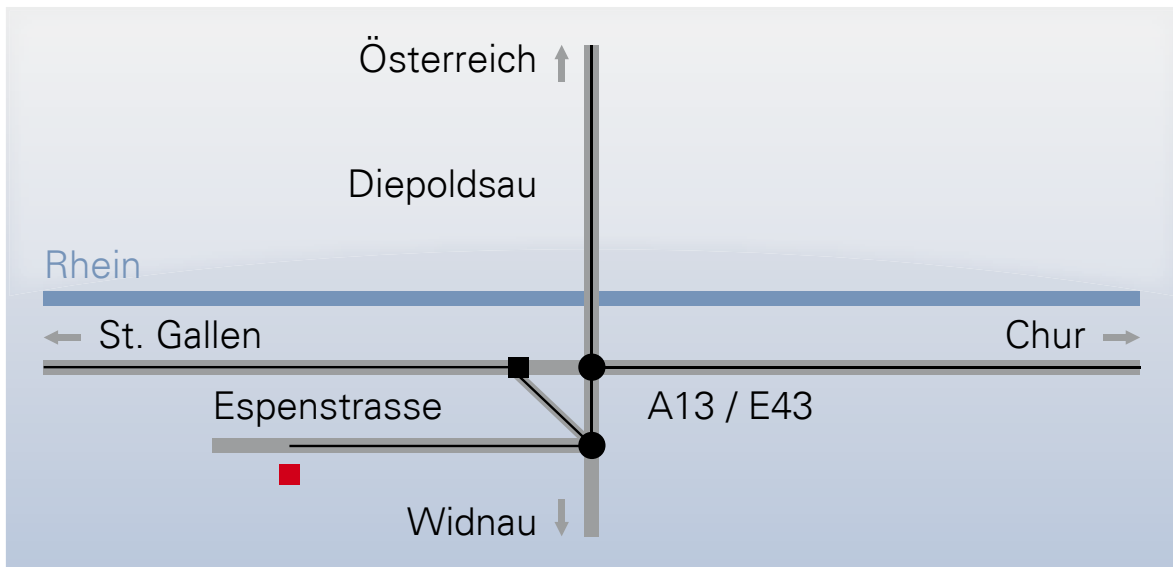 Österreich
Diepoldsau
Rhein
St. Gallen
Chur
Espenstrasse
A13 / E43
Widnau